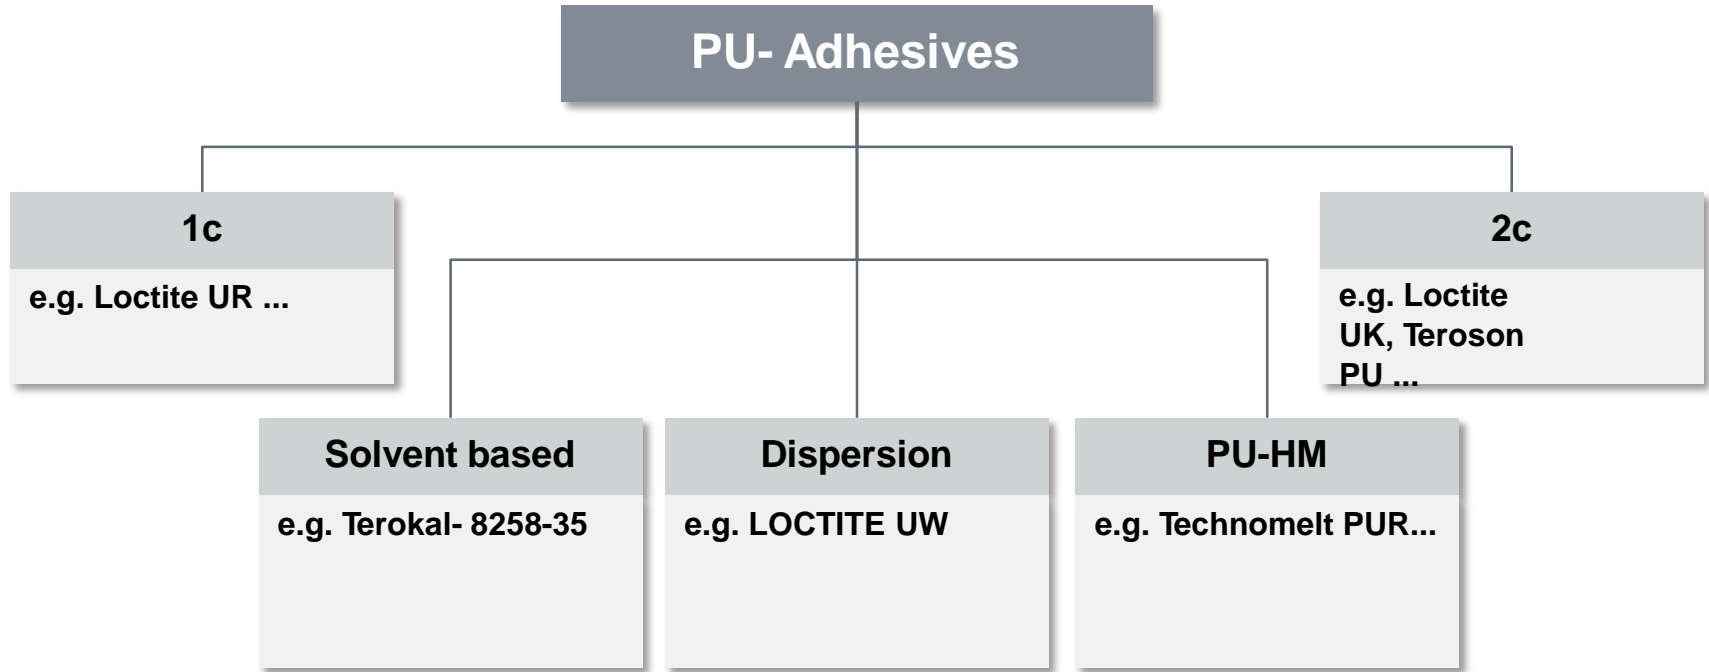 PU- Adhesives
1c
e.g. Loctite UR ...
2c
e.g. Loctite
UK, Teroson
PU ...
Solvent based
e.g. Terokal- 8258-35
Dispersion
e.g. LOCTITE UW
PU-HM
e.g. Technomelt PUR...